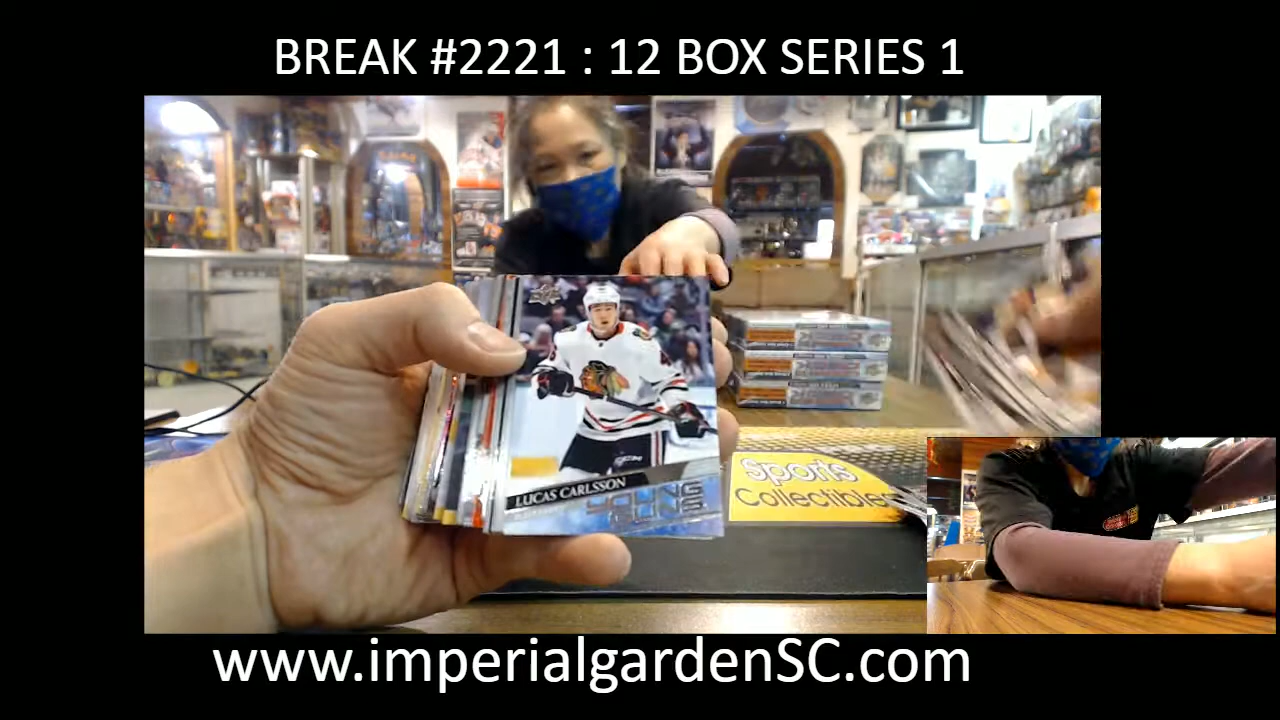 BREAK #2221 : 12 BOX SERIES 1
LUCAS CARLSSON
YOUNG
GUNS
Sports
Collectibles
www.imperialgardenSC.com